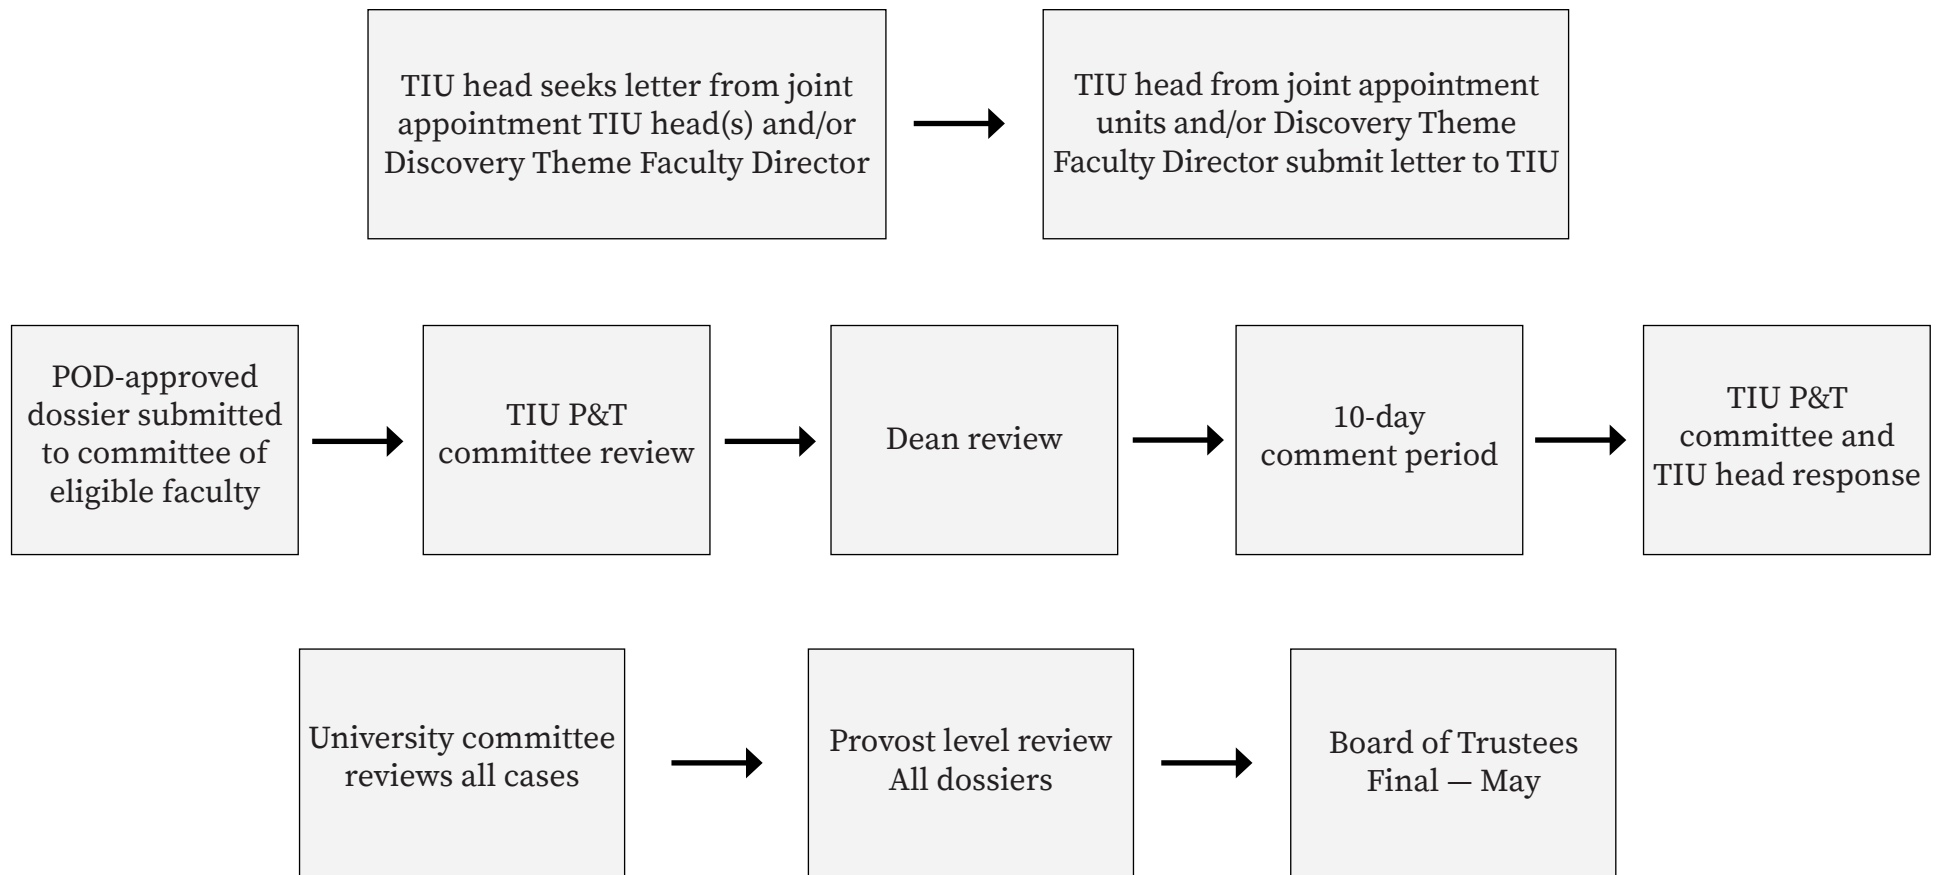 TIU head seeks letter from joint
appointment TIU head(s) and/or
Discovery Theme Faculty Director
TIU head from joint appointment
units and/or Discovery Theme
Faculty Director submit letter to TIU
POD-approved
dossier submitted
to committee of
eligible faculty
TIU P&T
committee review
Dean review
10-day
comment period
TIU P&T
committee and
TIU head response
University committee
reviews all cases
Provost level review
All dossiers
Board of Trustees
Final — May